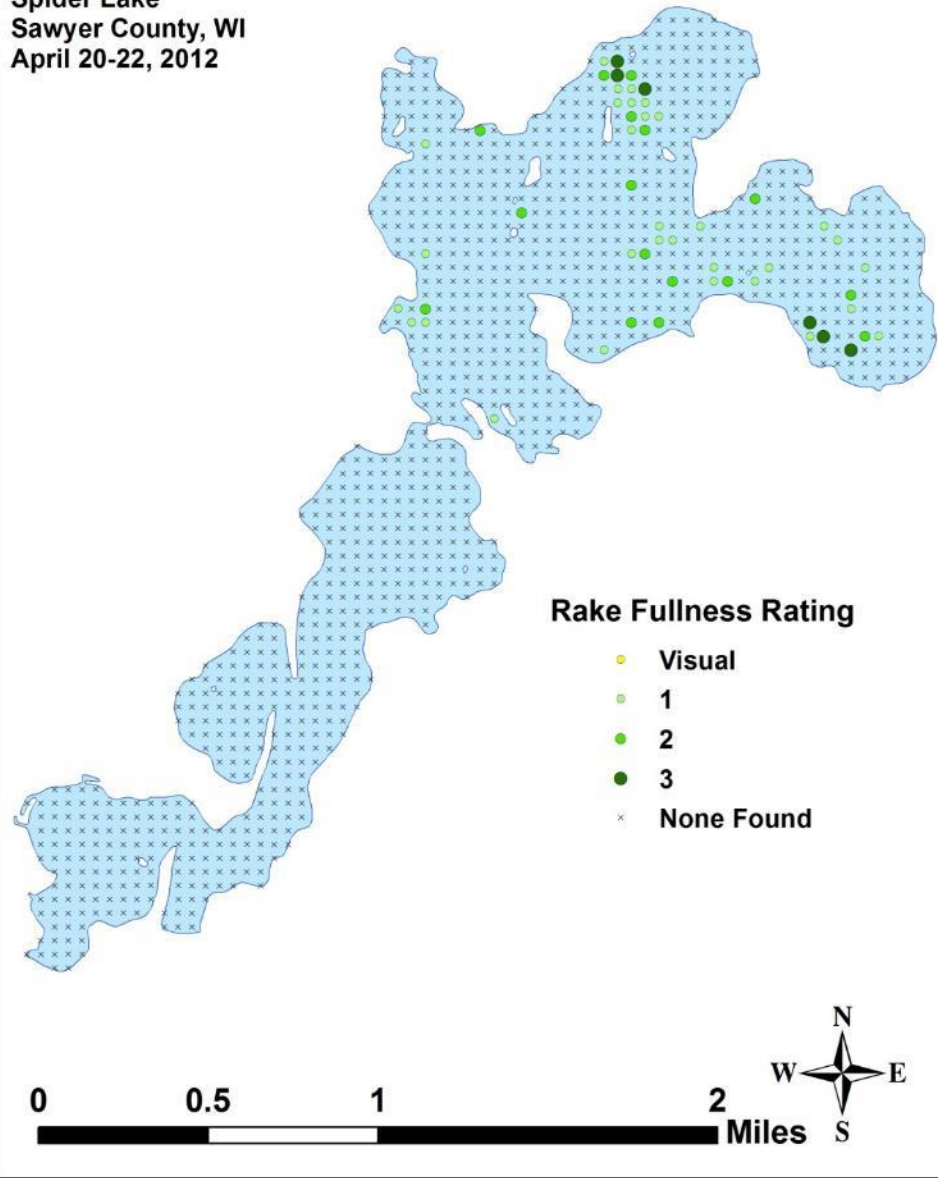 Spider Lake
Sawyer County, WI
April 20-22, 2012
Rake Fullness Rating
Visual
1
2
3
None Found
N
W E
S
0 0.5 1 2
Miles